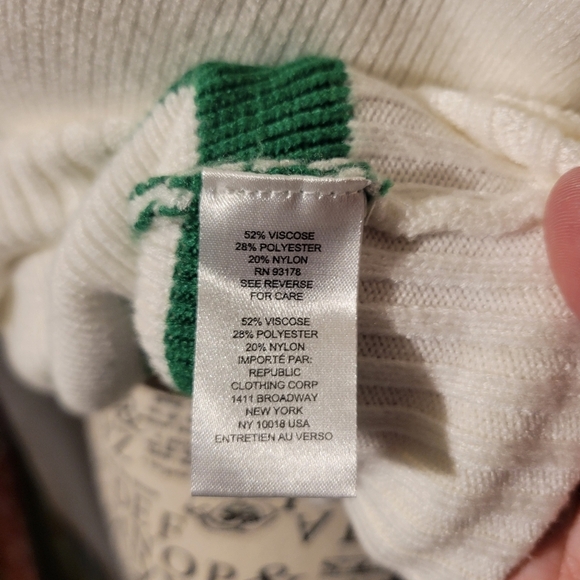 52% VISCOSE
28% POLYESTER
20% NYLON
RN 93178
SEE REVERSE
FOR CARE
52% VISCOSE
28% POLYESTER
20% NYLON
IMPORTÉ PAR:
REPUBLIC
CLOTHING CORP
1411 BROADWAY
NEW YORK
NY 10018 USA
ENTRETIEN AU VERSO